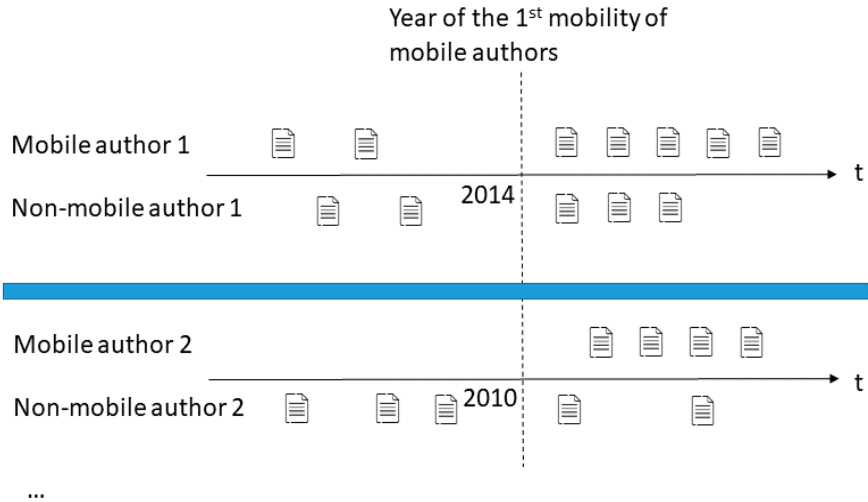 Year of the 1st mobility of
mobile authors
Mobile author 1
t
2014
Non-mobile author 1
Mobile author 2
t
2010
Non-mobile author 2
...